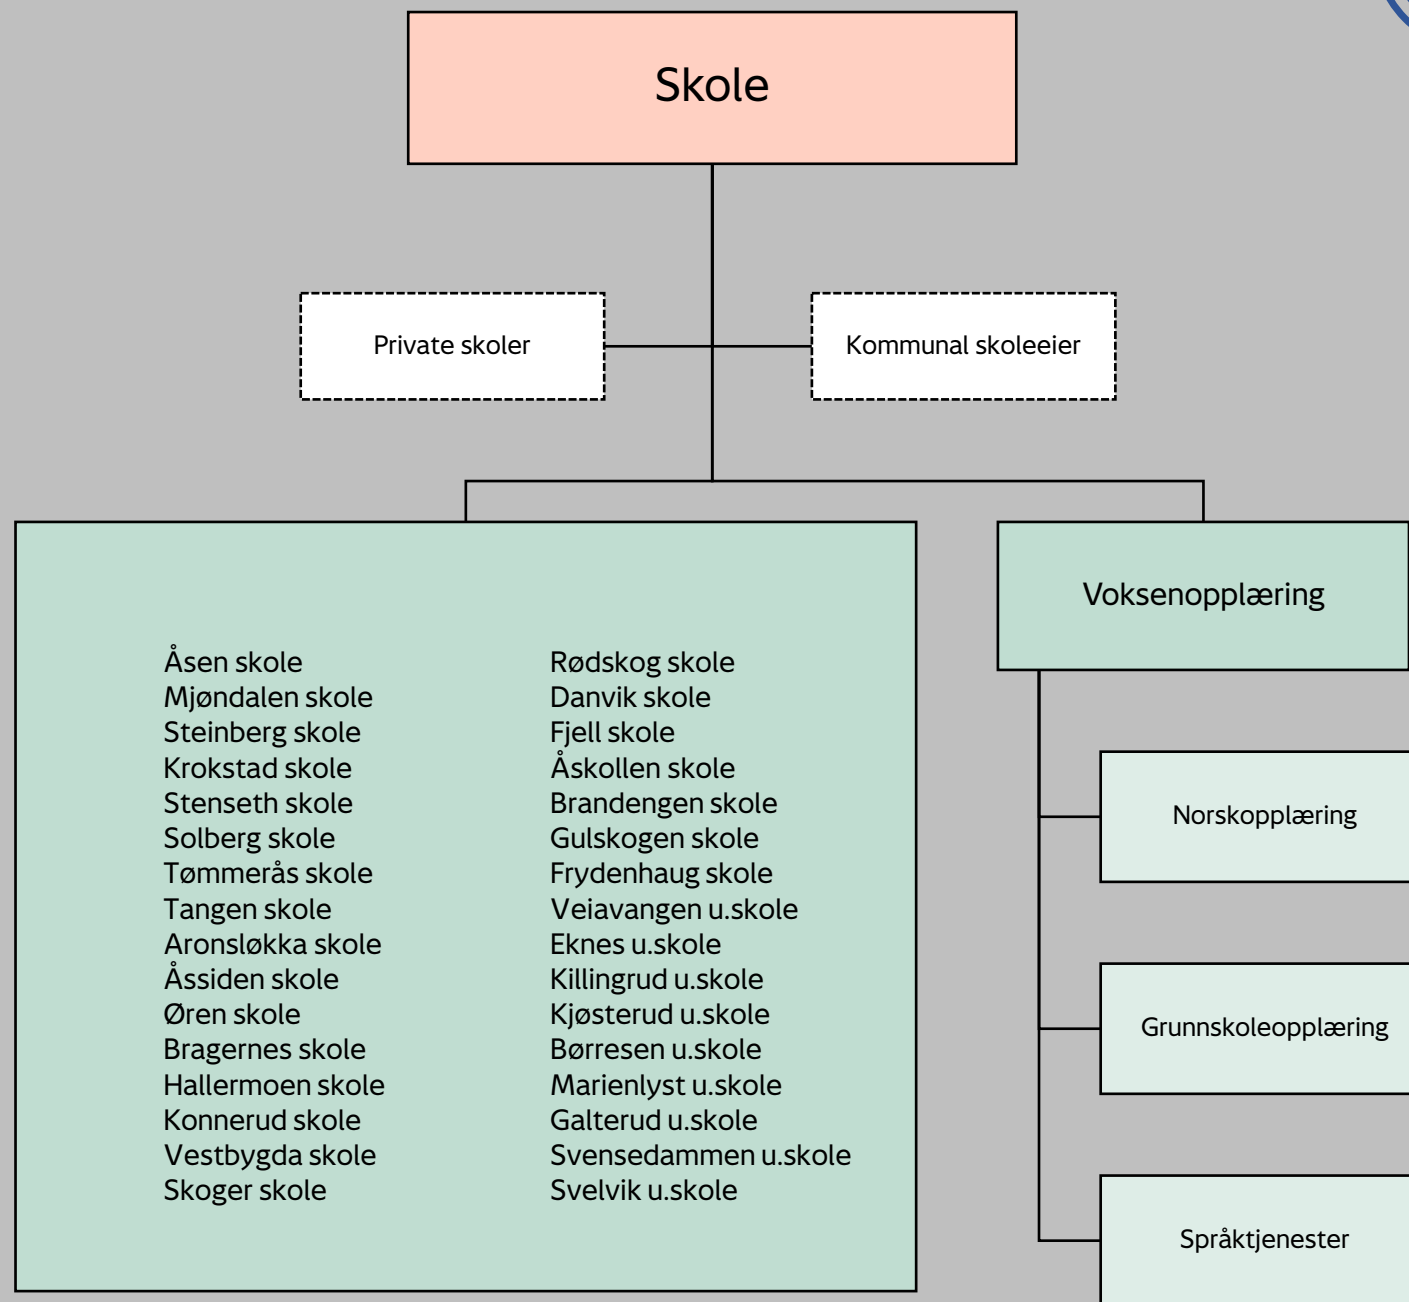 Skole
Private skoler
Kommunal skoleeier
Åsen skole
Mjøndalen skole
Steinberg skole
Krokstad skole
Stenseth skole
Solberg skole
Tømmerås skole
Tangen skole
Aronsløkka skole
Åssiden skole
Øren skole
Bragernes skole
Hallermoen skole
Konnerud skole
Vestbygda skole
Skoger skole
Rødskog skole
Danvik skole
Fjell skole
Åskollen skole
Brandengen skole
Gulskogen skole
Frydenhaug skole
Veiavangen u.skole
Eknes u.skole
Killingrud u.skole
Kjøsterud u.skole
Børresen u.skole
Marienlyst u.skole
Galterud u.skole
Svensedammen u.skole
Svelvik u.skole
Voksenopplæring
Norskopplæring
Grunnskoleopplæring
Språktjenester